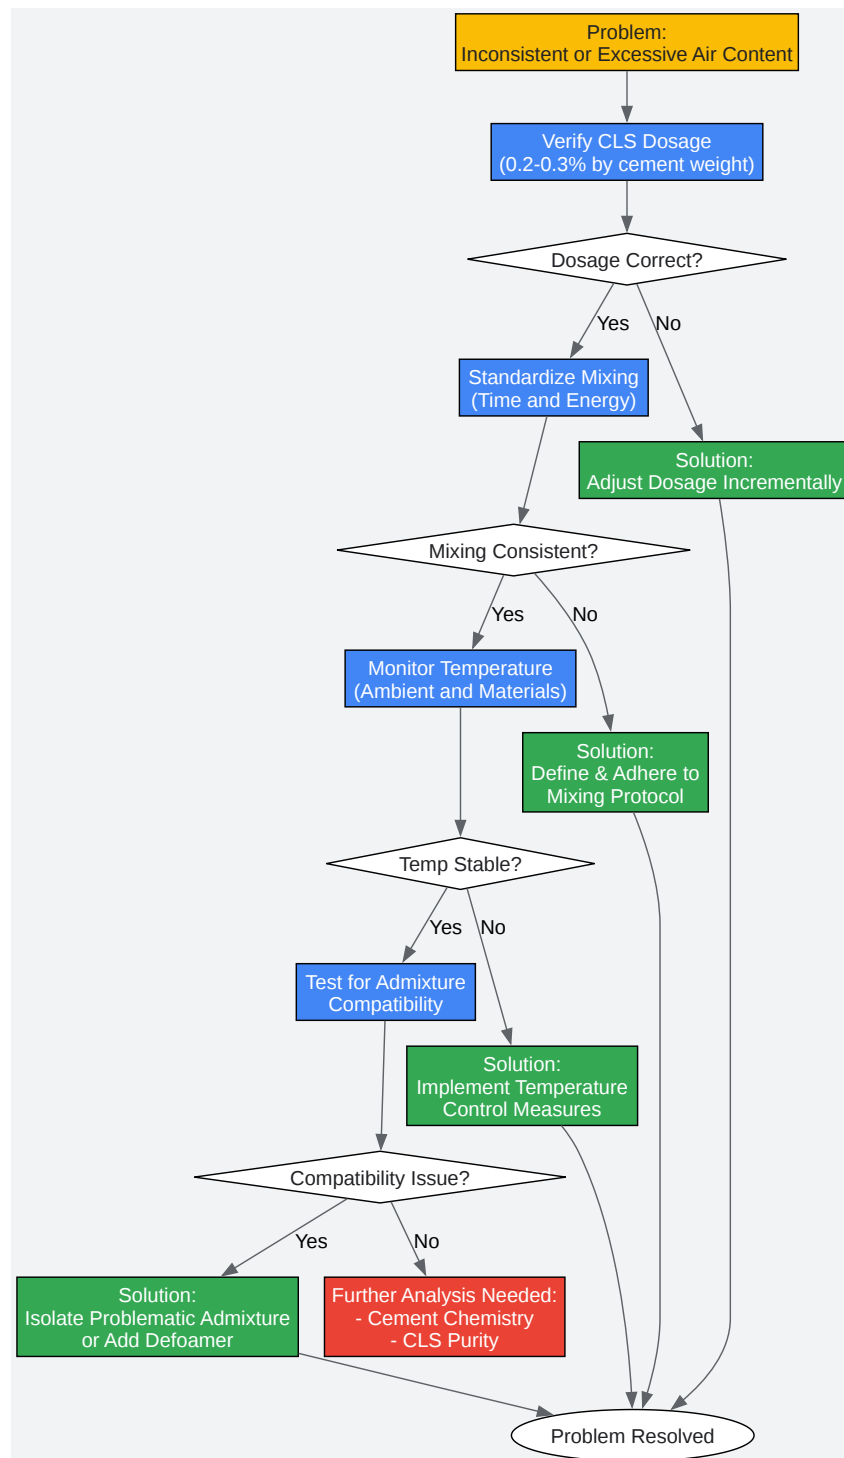 Problem:
Inconsistent or Excessive Air Content
Verify CLS Dosage
(0.2-0.3% by cement weight)
Dosage Correct?
Yes
No
Standardize Mixing
(Time and Energy)
Solution:
Adjust Dosage Incrementally
Mixing Consistent?
Yes
No
Monitor Temperature
(Ambient and Materials)
Solution:
Define & Adhere to
Mixing Protocol
Temp Stable?
Yes
No
Test for Admixture
Compatibility
Solution:
Implement Temperature
Control Measures
Compatibility Issue?
Yes
No
Solution:
Isolate Problematic Admixture
or Add Defoamer
Further Analysis Needed:
- Cement Chemistry
- CLS Purity
Problem Resolved